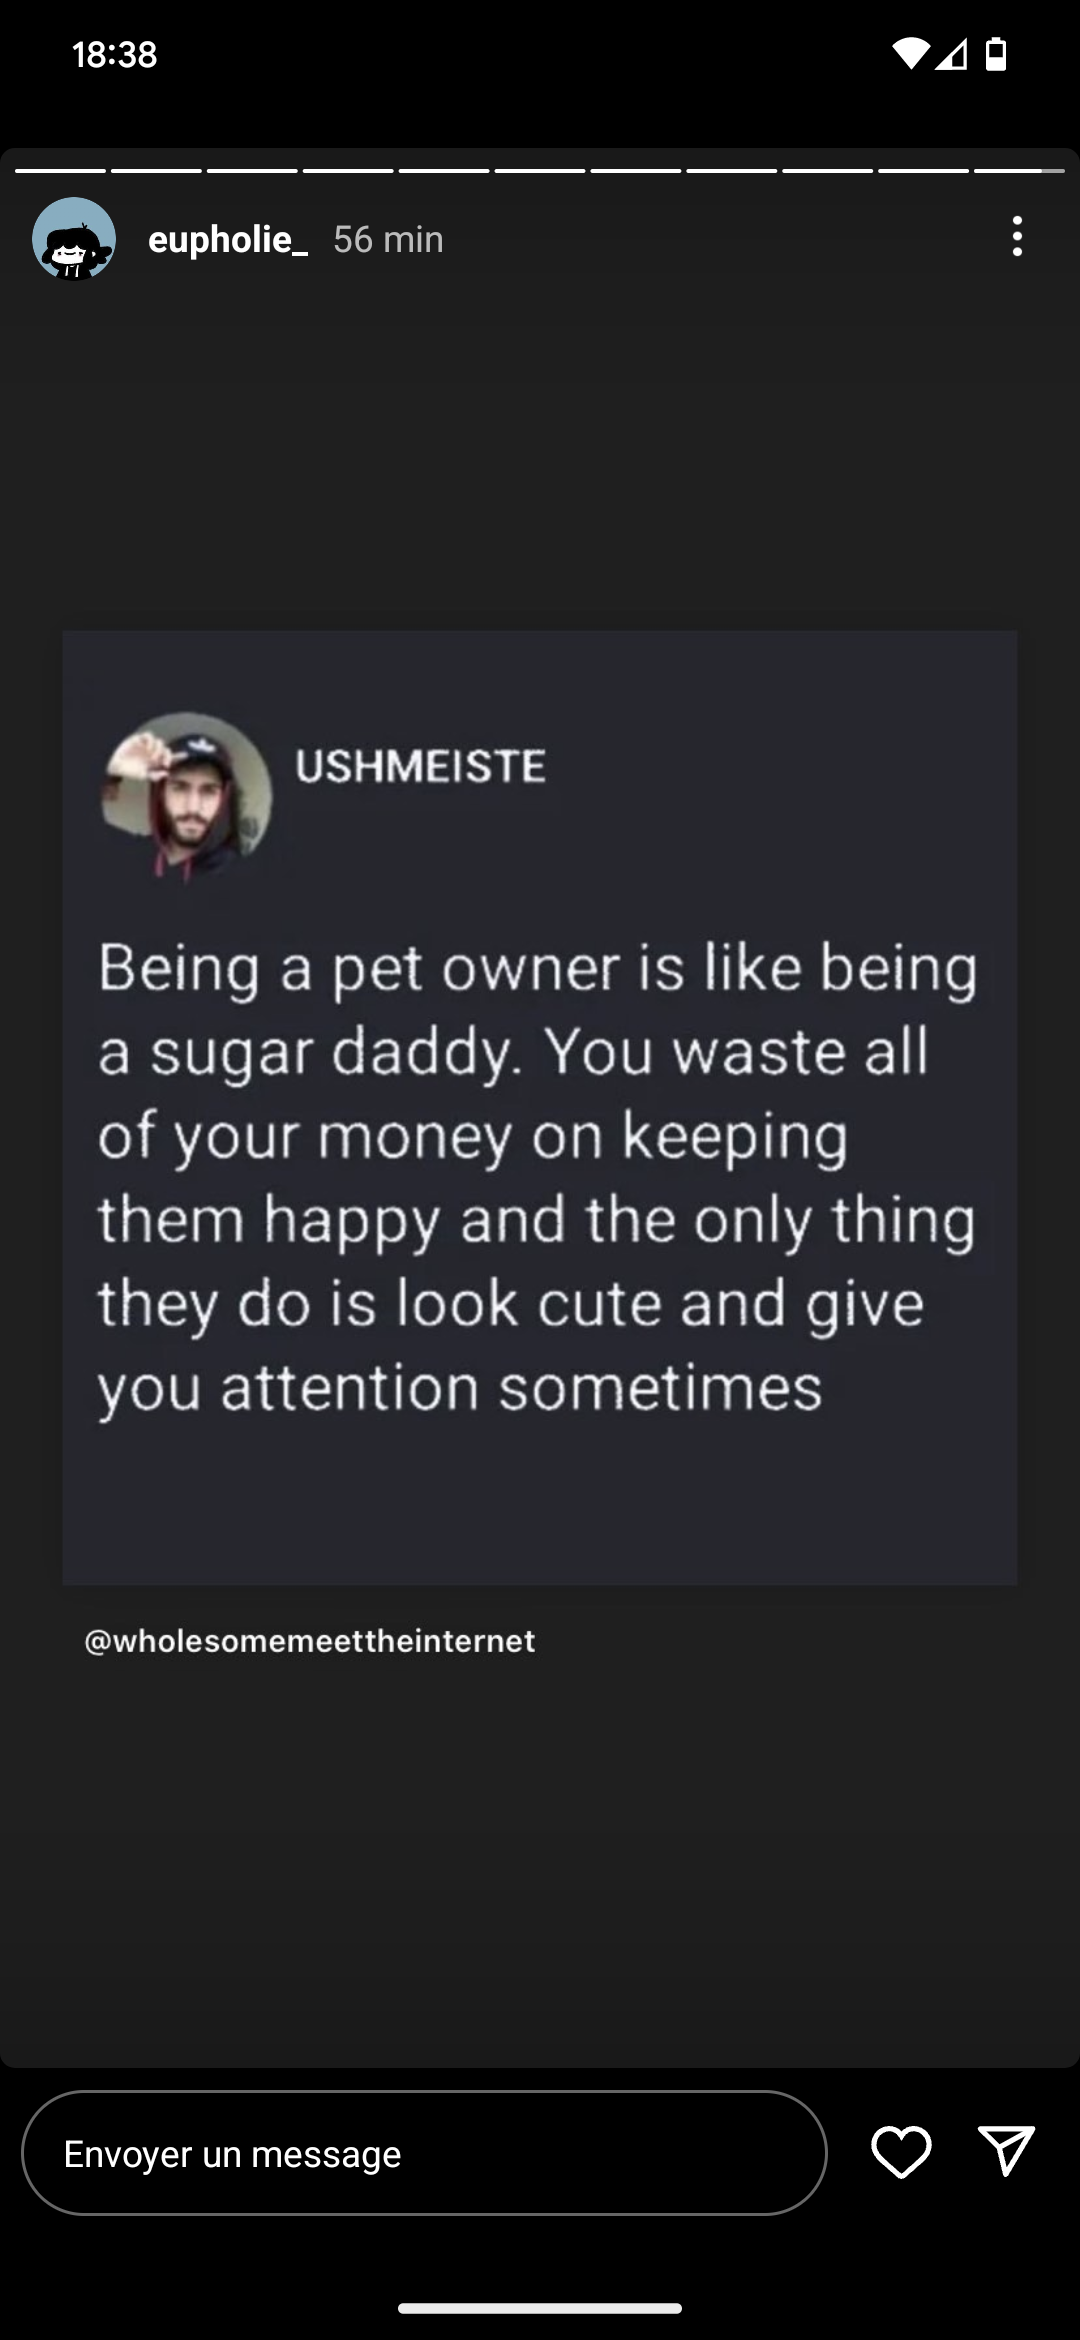 18:38
eupholie_ 56 min
USHMEISTE
Being a pet owner is like being
a sugar daddy. You waste all
of your money on keeping
them happy and the only thing
they do is look cute and give
you attention sometimes
@wholesomemeettheinternet
Envoyer un message